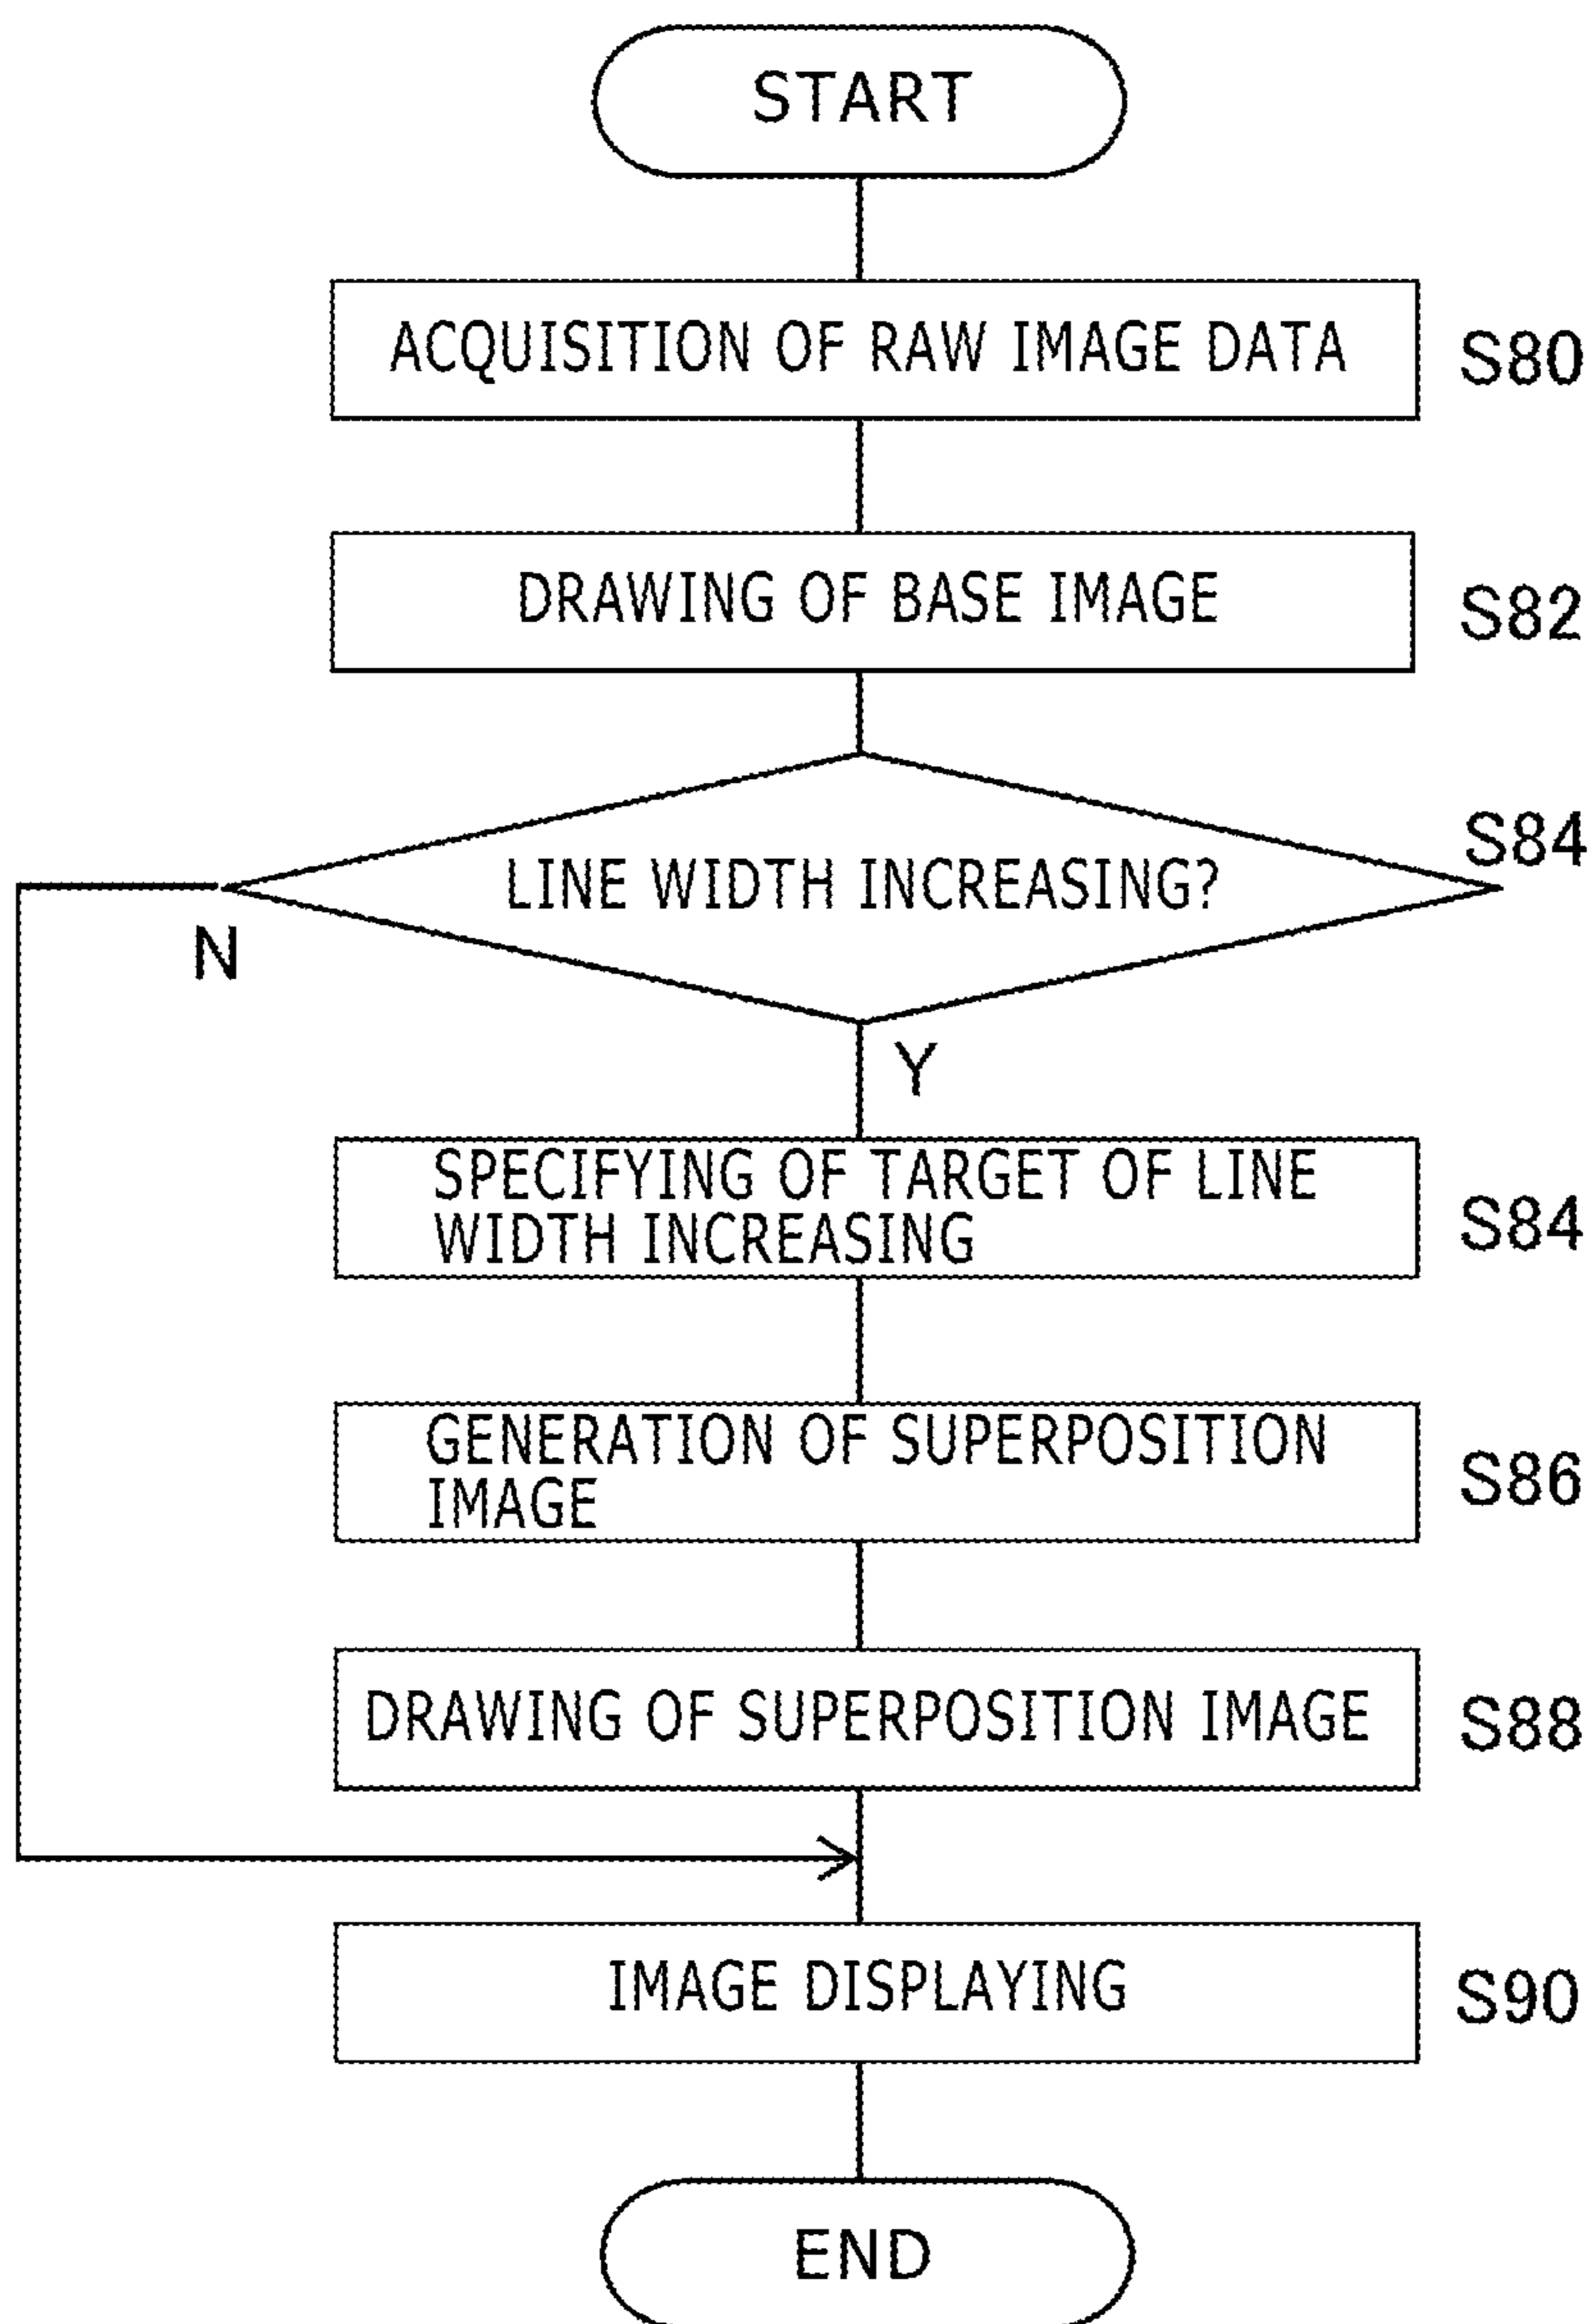 START
ACQUISITION OF RAW IMAGE DATA
S80
DRAWING OF BASE IMAGE
S82
LINE WIDTH INCREASING?
S84
N
Y
SPECIFYING OF TARGET OF LINE
WIDTH INCREASING
S84
GENERATION OF SUPERPOSITION
IMAGE
S86
DRAWING OF SUPERPOSITION IMAGE
S88
IMAGE DISPLAYING
S90
END